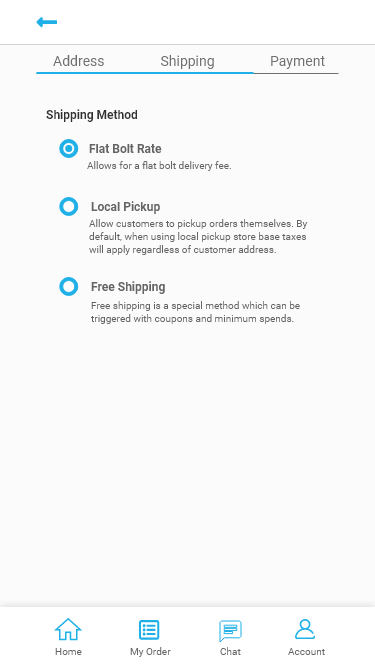 Address Shipping Payment
Shipping Method
Flat Bolt Rate
Allows for a flat bolt delivery fee.
Local Pickup
Allow customers to pickup orders themselves. By
default, when using local pickup store base taxes
will apply regardless of customer address.
Free Shipping
Free shipping is a special method which can be
triggered with coupons and minimum spends.
Home My Order Chat Account